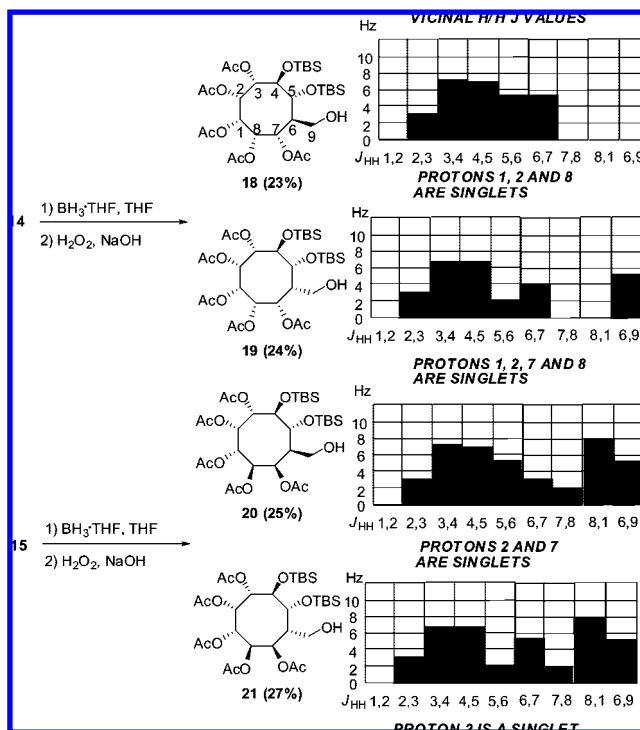 VICINAL H/H J VALUES
Hz
10
8
6
4
2
0
JHH 1,2 2,3 3,4 4,5 5,6 6,7 7,8 8,1 6,9
PROTONS 1, 2 AND 8
ARE SINGLETS
AcO OTBS
AcO 2 3 4 5 OTBS
AcO 1 8 7 6 9 OH
AcO OAc
18 (23%)
14
1) BH3·THF, THF
2) H2O2, NaOH
AcO OTBS
AcO OTBS
AcO OH
AcO OAc
19 (24%)
Hz
10
8
6
4
2
0
JHH 1,2 2,3 3,4 4,5 5,6 6,7 7,8 8,1 6,9
PROTONS 1, 2, 7 AND 8
ARE SINGLETS
AcO OTBS
AcO OTBS
AcO OH
AcO OAc
20 (25%)
Hz
10
8
6
4
2
0
JHH 1,2 2,3 3,4 4,5 5,6 6,7 7,8 8,1 6,9
PROTONS 2 AND 7
ARE SINGLETS
15
1) BH3·THF, THF
2) H2O2, NaOH
AcO OTBS
AcO OTBS
AcO OH
AcO OAc
21 (27%)
Hz
10
8
6
4
2
0
JHH 1,2 2,3 3,4 4,5 5,6 6,7 7,8 8,1 6,9
IS A SINGLET